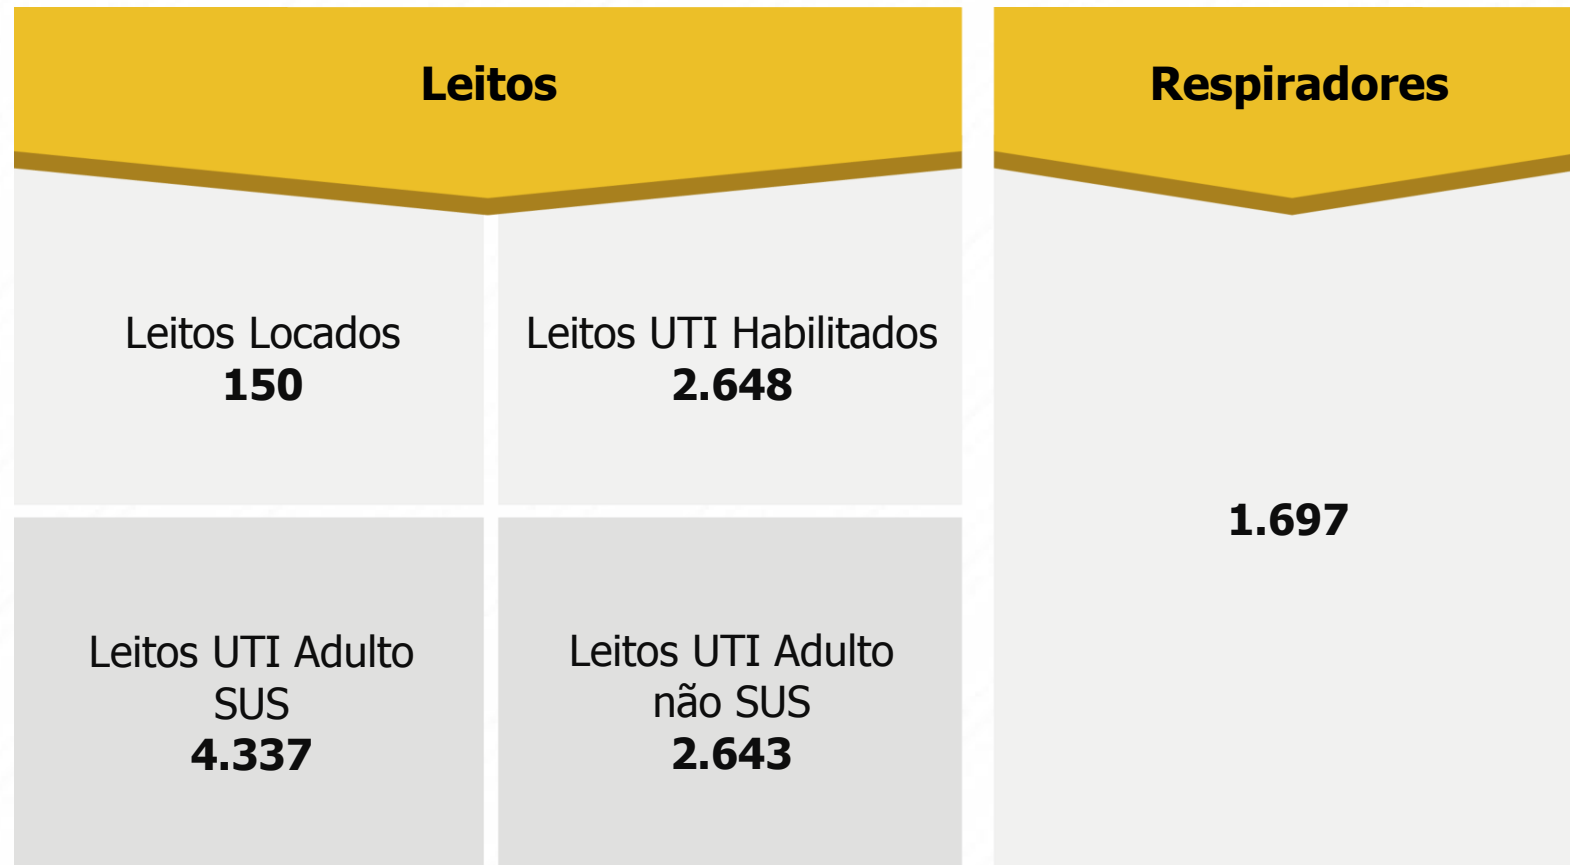 Leitos
Leitos Locados
150
Leitos UTI Habilitados
2.648
Leitos UTI Adulto
SUS
4.337
Leitos UTI Adulto
não SUS
2.643
Respiradores
1.697